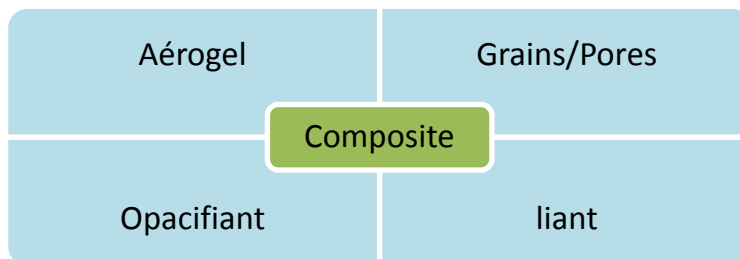 Aérogel
Grains/Pores
Composite
Opacifiant
liant